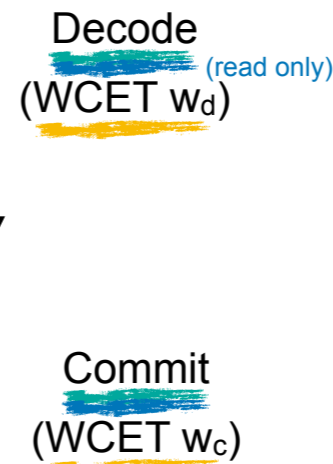 Decode
(read only)
(WCET wd)
Commit
(WCET wc)